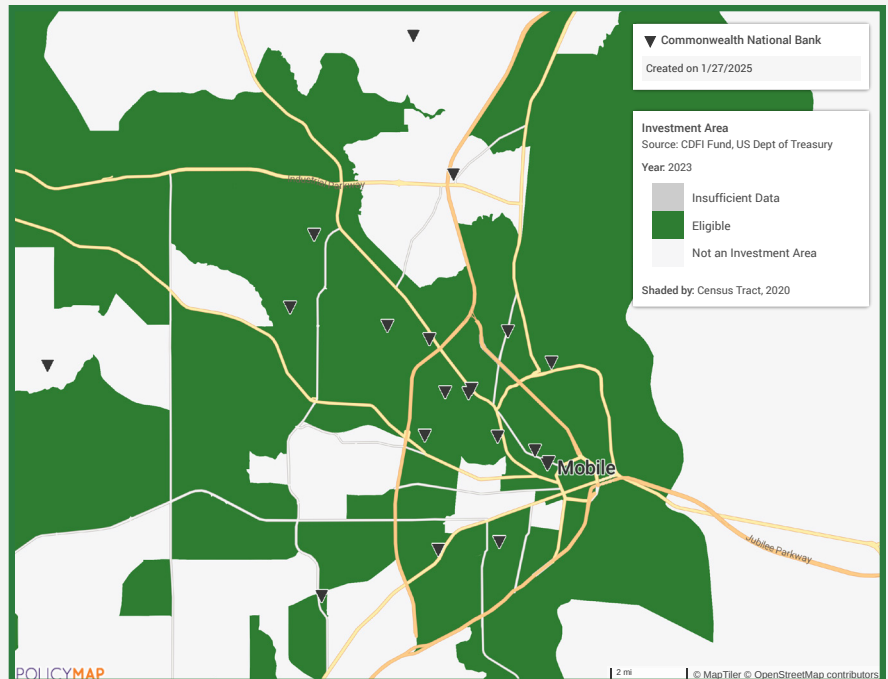 Commonwealth National Bank
Created on 1/27/2025
Investment Area
Source: CDFI Fund, US Dept of Treasury
Year: 2023
Insufficient Data
Eligible
Not an Investment Area
Shaded by: Census Tract, 2020
Industrial Parkway
Mobile
Jubilee Parkway
POLICYMAP
2 mi
© MapTiler © OpenStreetMap contributors